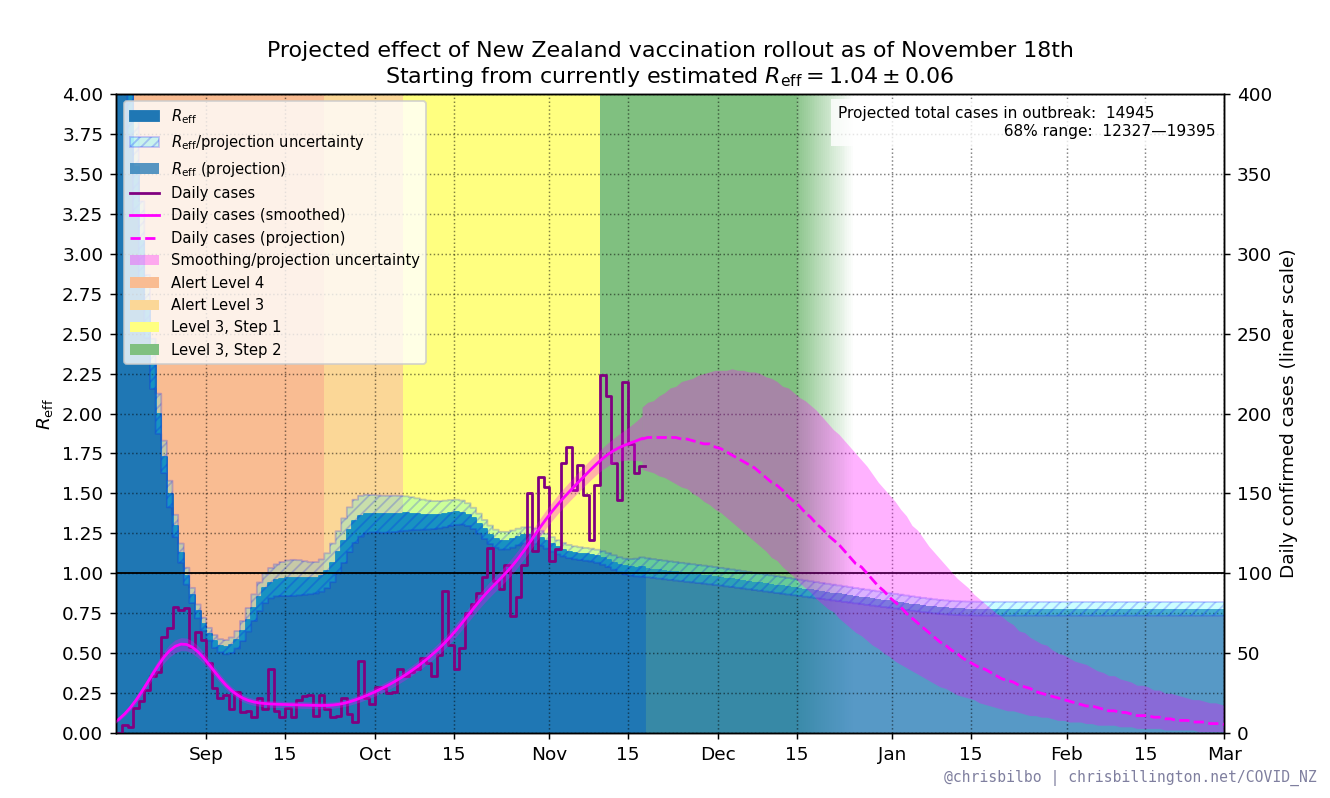 Projected effect of New Zealand vaccination rollout as of November 18th
Starting from currently estimated R_eff = 1.04 ± 0.06
4.00
3.75
3.50
3.25
3.00
2.75
2.50
2.25
2.00
1.75
1.50
1.25
1.00
0.75
0.50
0.25
0.00
R_eff
R_eff
R_eff/projection uncertainty
R_eff (projection)
Daily cases
Daily cases (smoothed)
Daily cases (projection)
Smoothing/projection uncertainty
Alert Level 4
Alert Level 3
Level 3, Step 1
Level 3, Step 2
Projected total cases in outbreak: 14945
68% range: 12327—19395
400
350
300
250
200
150
100
50
0
Daily confirmed cases (linear scale)
Sep 15 Oct 15 Nov 15 Dec 15 Jan 15 Feb 15 Mar
@chrisbilbo | chrisbillington.net/COVID_NZ